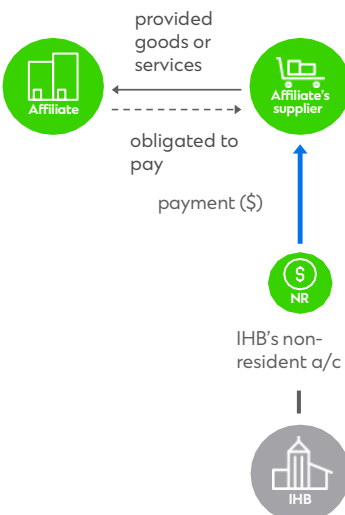 provided
goods or
services
Affiliate
Affiliate's
supplier
obligated to
pay
payment ($)
$
NR
IHB's non-
resident a/c
IHB